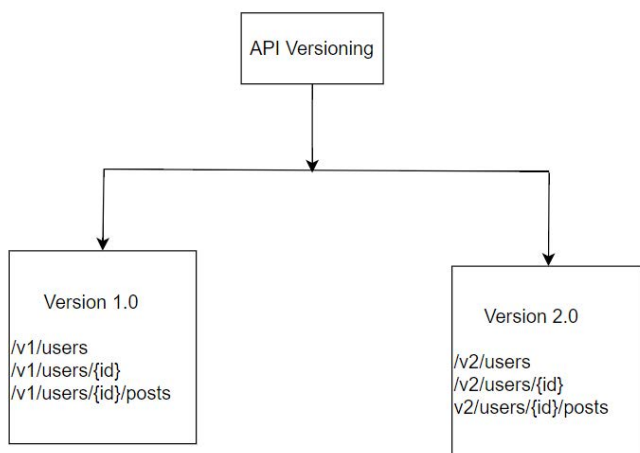 API Versioning
Version 1.0
/v1/users
/v1/users/{id}
/v1/users/{id}/posts
Version 2.0
/v2/users
/v2/users/{id}
v2/users/{id}/posts